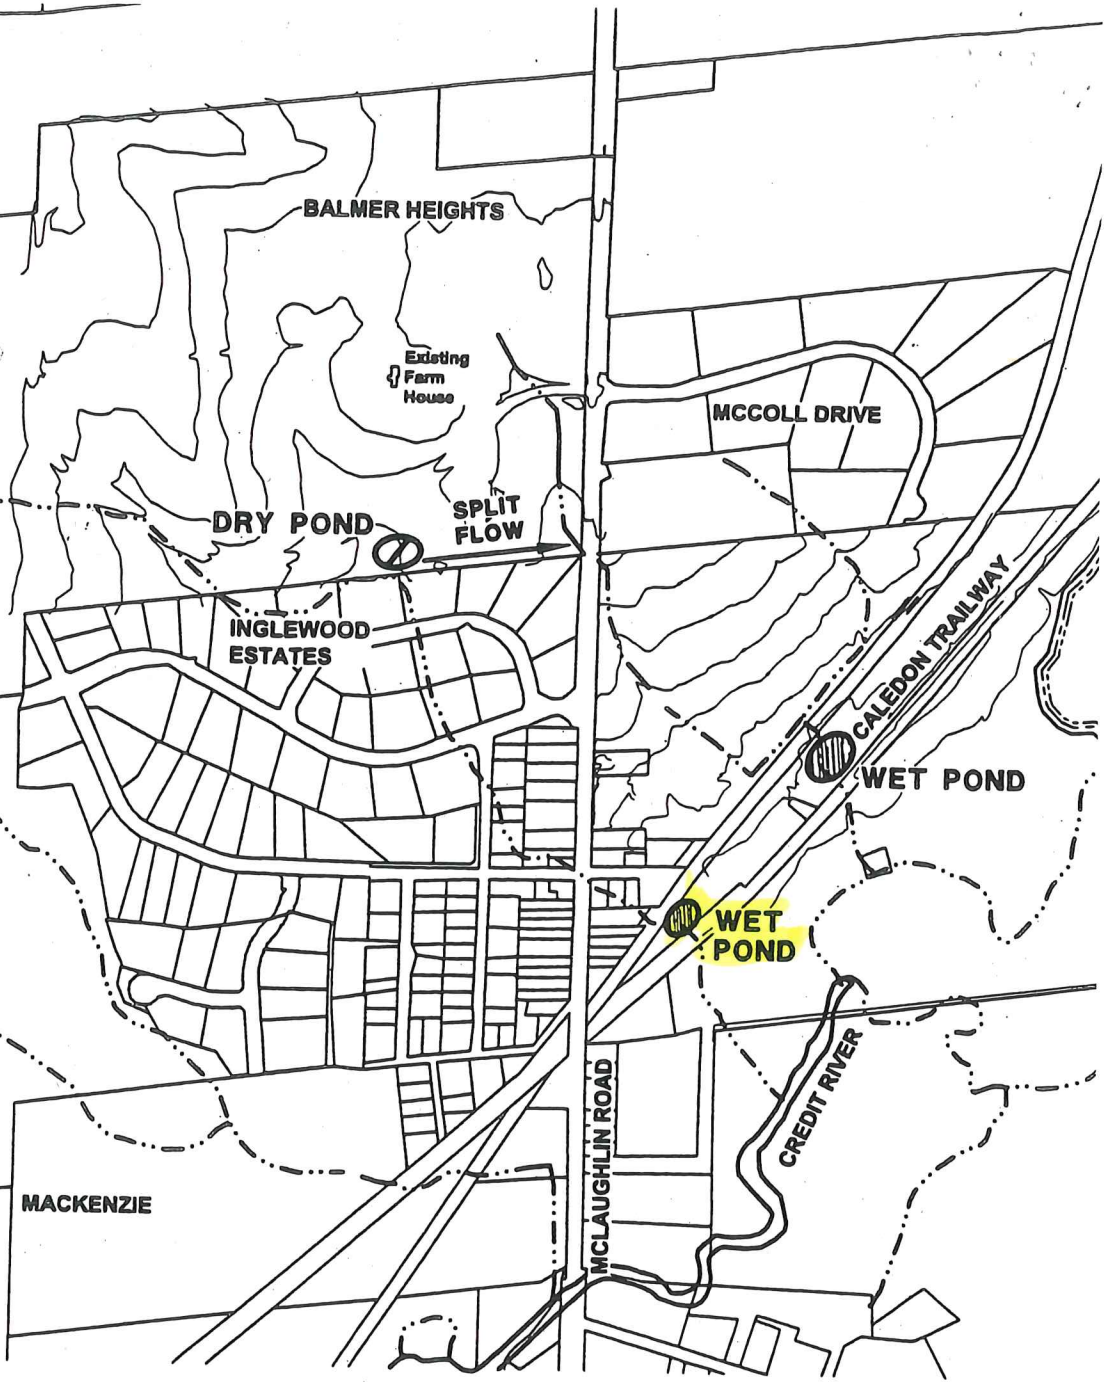 BALMER HEIGHTS
Existing
Farm
House
MCCOLL DRIVE
DRY POND
SPLIT
FLOW
INGLEWOOD
ESTATES
CALEDON TRAILWAY
WET POND
WET
POND
CREDIT RIVER
MCLAUGHLIN ROAD
MACKENZIE